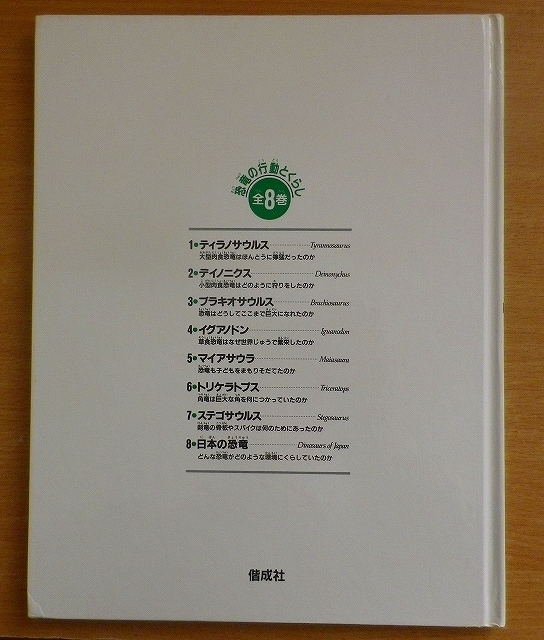 恐竜の行動とくらし
全8巻
1●ティラノサウルス Tyrannosaurus
大型肉食恐竜はほんとうに獰猛だったのか
2●デイノニクス Deinonychus
小型肉食恐竜はどのように狩りをしたのか
3●ブラキオサウルス Brachiosaurus
恐竜はどうしてここまで巨大になれたのか
4●イグアノドン Iguanodon
草食恐竜はなぜ世界じゅうで繁栄したのか
5●マイアサウラ Maiasaura
恐竜も子どもをまもりそだてたのか
6●トリケラトプス Triceratops
角竜は巨大な角を何につかっていたのか
7●ステゴサウルス Stegosaurus
剣竜の骨板やスパイクは何のためにあったのか
8●日本の恐竜 Dinosaurs of Japan
どんな恐竜がどのような環境にくらしていたのか
偕成社